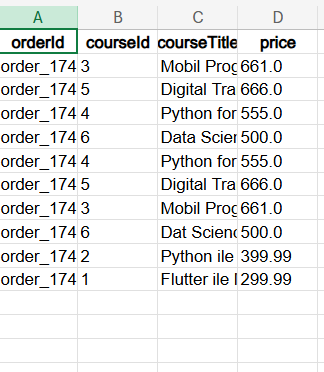 A B C D
orderId courseId courseTitle price
order_174 3 Mobil Prog 661.0
order_174 5 Digital Tra 666.0
order_174 4 Python for 555.0
order_174 6 Data Scien 500.0
order_174 4 Python for 555.0
order_174 5 Digital Tra 666.0
order_174 3 Mobil Prog 661.0
order_174 6 Dat Scienc 500.0
order_174 2 Python ile 399.99
order_174 1 Flutter ile 1299.99